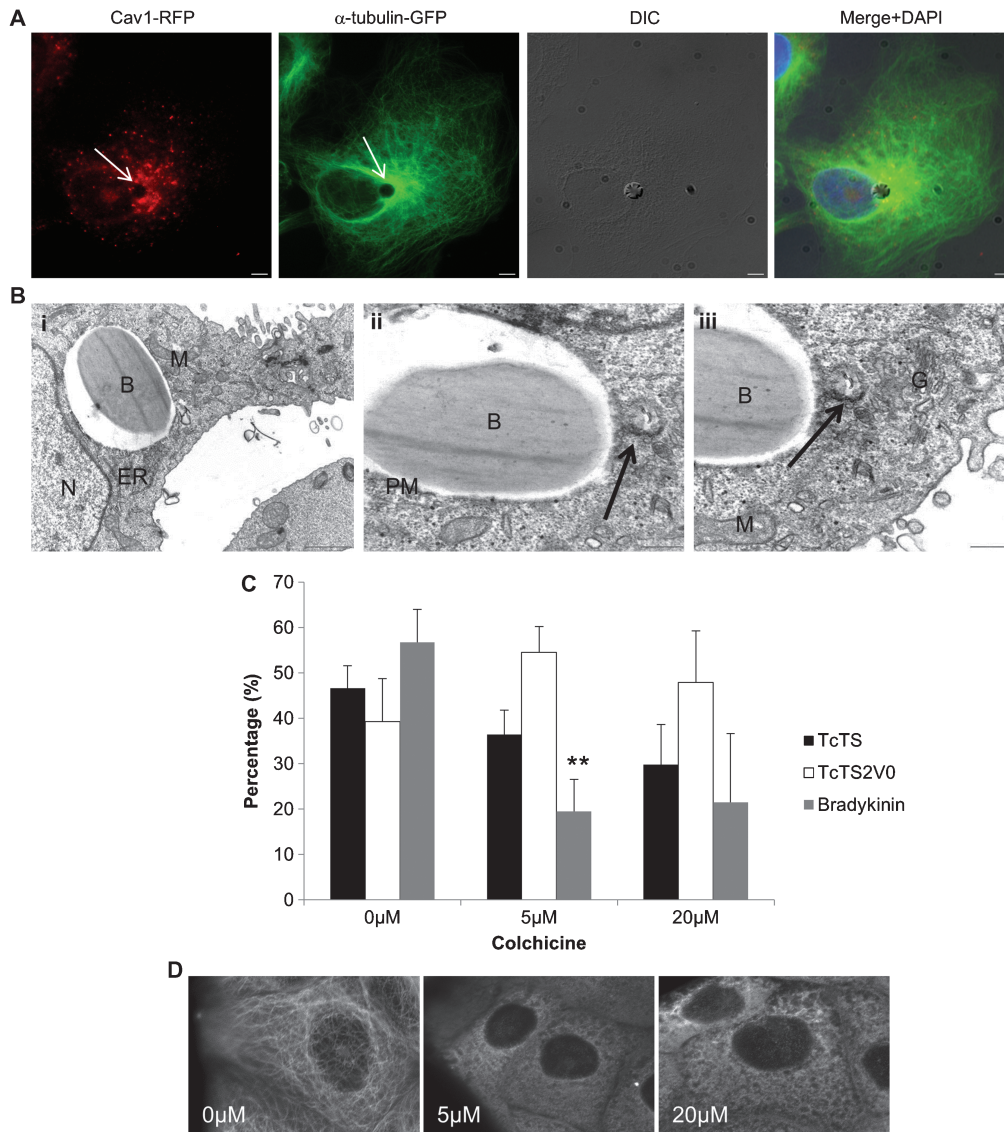 A
Cav1-RFP α-tubulin-GFP DIC Merge+DAPI
B
i ii iii
B M ER N
B PM
B G M
C
Percentage (%)
70
60
50
40
30
20
10
0
**
0μM 5μM 20μM
Colchicine
TcTS
TcTS2V0
Bradykinin
D
0μM 5μM 20μM